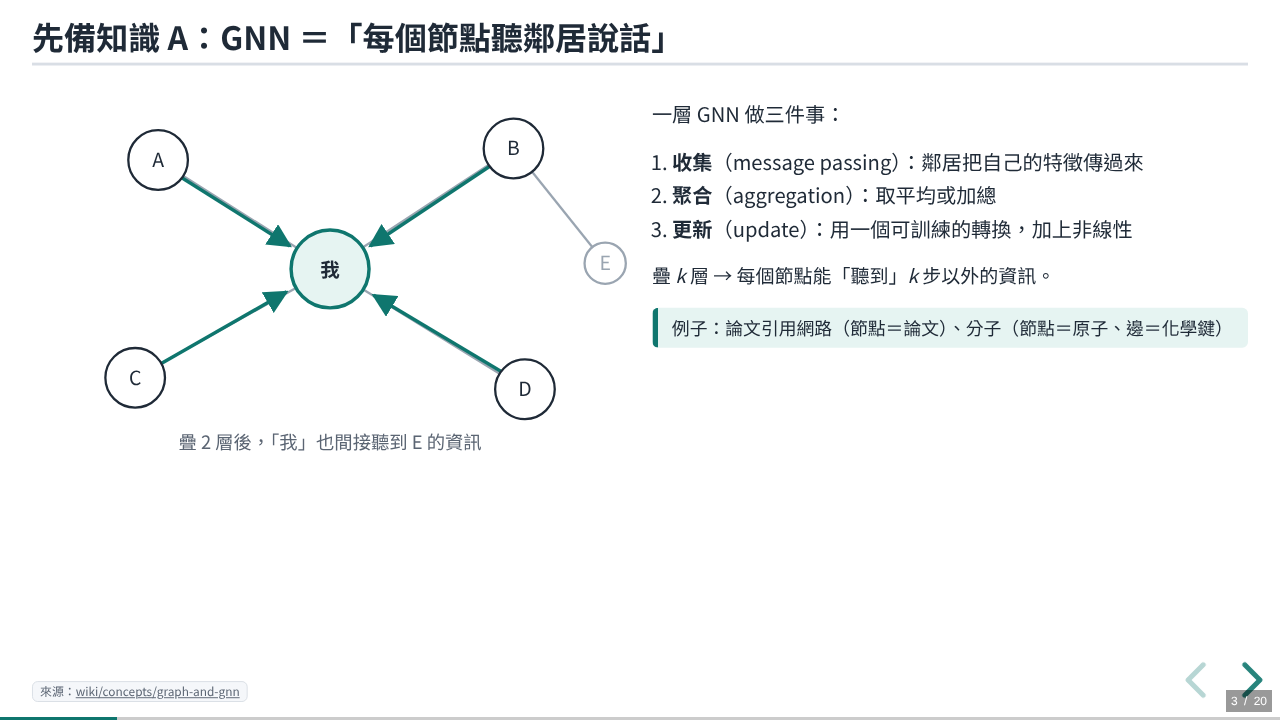 先備知識 A：GNN ＝「每個節點聽鄰居說話」
A
B
我
E
C
D
疊 2 層後，「我」也間接聽到 E 的資訊
一層 GNN 做三件事：
1. 收集（message passing）：鄰居把自己的特徵傳過來
2. 聚合（aggregation）：取平均或加總
3. 更新（update）：用一個可訓練的轉換，加上非線性
疊 k 層 → 每個節點能「聽到」k 步以外的資訊。
例子：論文引用網路（節點＝論文）、分子（節點＝原子、邊＝化學鍵）
來源：wiki/concepts/graph-and-gnn
3 / 20